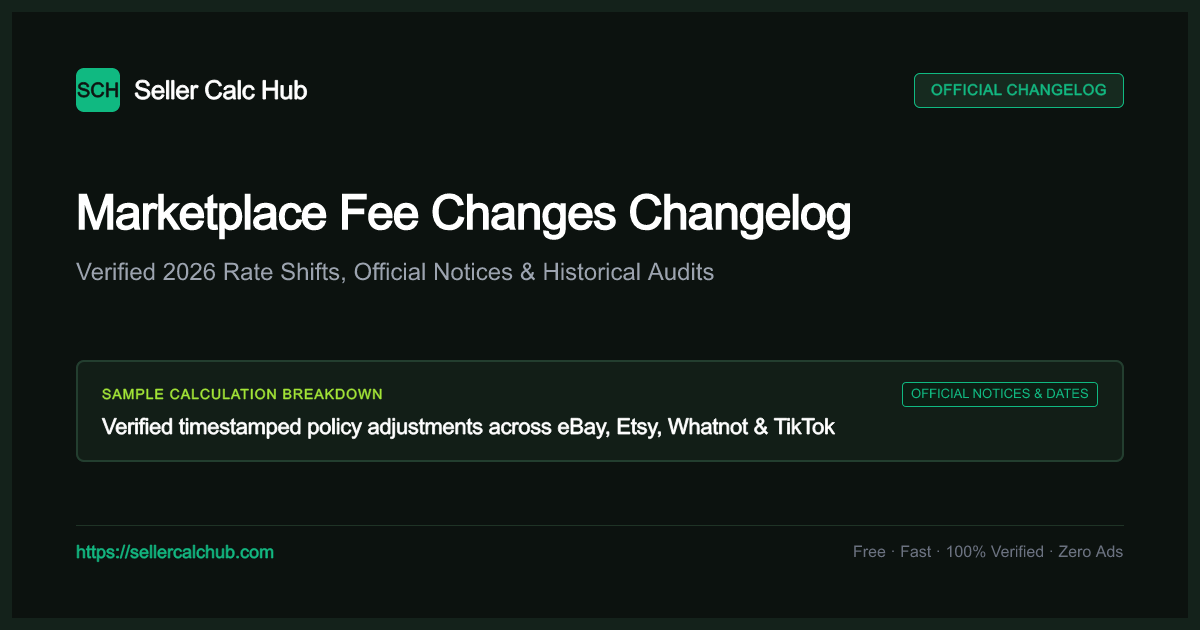 SCH Seller Calc Hub
OFFICIAL CHANGELOG
Marketplace Fee Changes Changelog
Verified 2026 Rate Shifts, Official Notices & Historical Audits
SAMPLE CALCULATION BREAKDOWN
OFFICIAL NOTICES & DATES
Verified timestamped policy adjustments across eBay, Etsy, Whatnot & TikTok
https://sellercalchub.com
Free · Fast · 100% Verified · Zero Ads